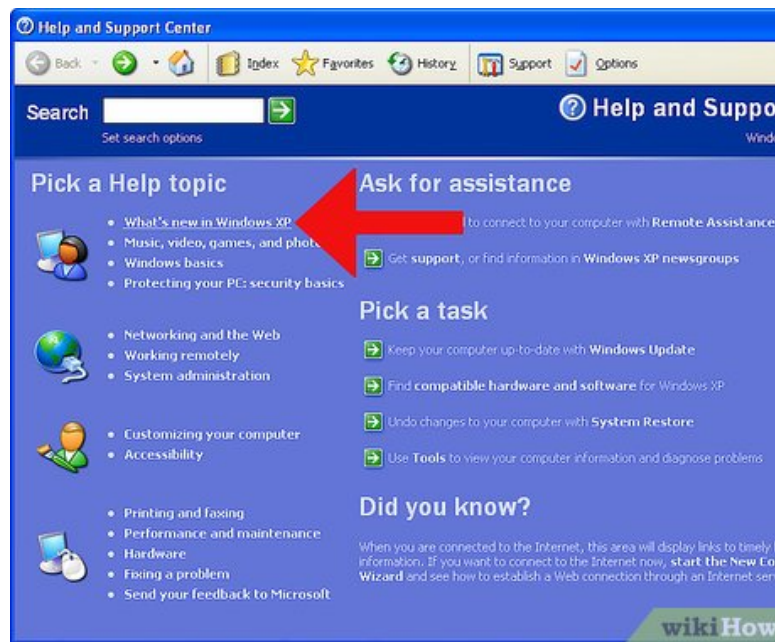 Help and Support Center
Back Index Favorites History Support Options
Search
Set search options
Help and Suppo
Windo
Pick a Help topic
What's new in Windows XP
Music, video, games, and photo
Windows basics
Protecting your PC: security basics
Networking and the Web
Working remotely
System administration
Customizing your computer
Accessibility
Printing and faxing
Performance and maintenance
Hardware
Fixing a problem
Send your feedback to Microsoft
Ask for assistance
to connect to your computer with Remote Assistance
Get support, or find information in Windows XP newsgroups
Pick a task
Keep your computer up-to-date with Windows Update
Find compatible hardware and software for Windows XP
Undo changes to your computer with System Restore
Use Tools to view your computer information and diagnose problems
Did you know?
When you are connected to the Internet, this area will display links to timely
information. If you want to connect to the Internet now, start the New Co
Wizard and see how to establish a Web connection through an Internet ser
wikiHow